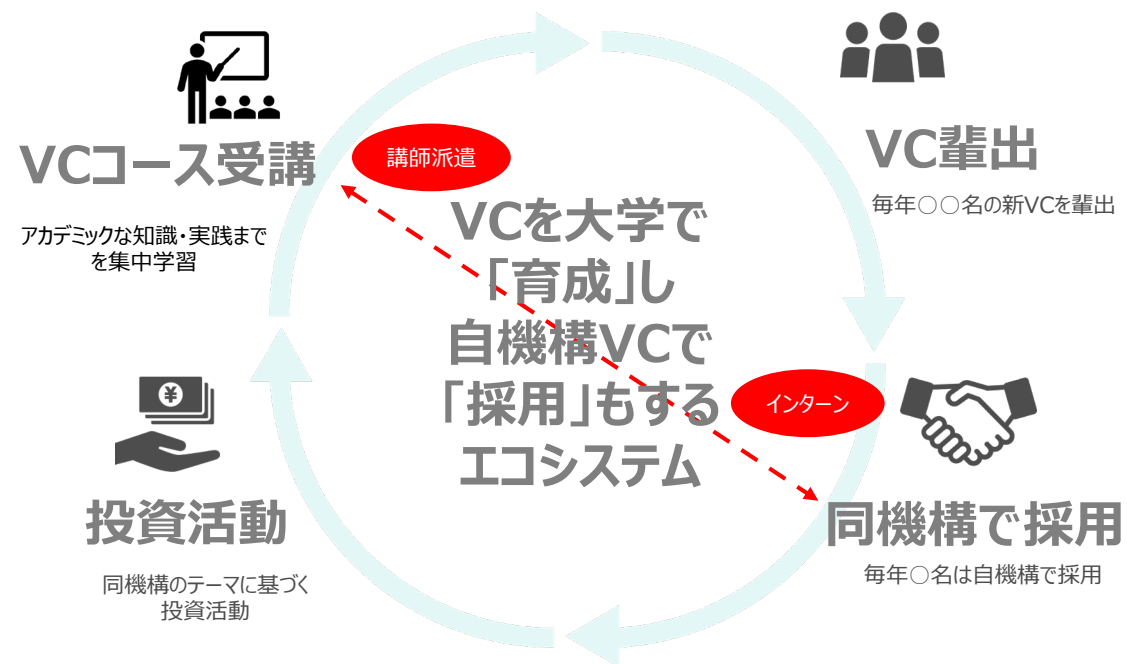 VCコース受講
アカデミックな知識・実践まで
を集中学習
講師派遣
VC輩出
毎年○○名の新VCを輩出
VCを大学で
「育成」し
自機構VCで
「採用」もする
エコシステム
インターン
同機構で採用
毎年○名は自機構で採用
¥
投資活動
同機構のテーマに基づく
投資活動